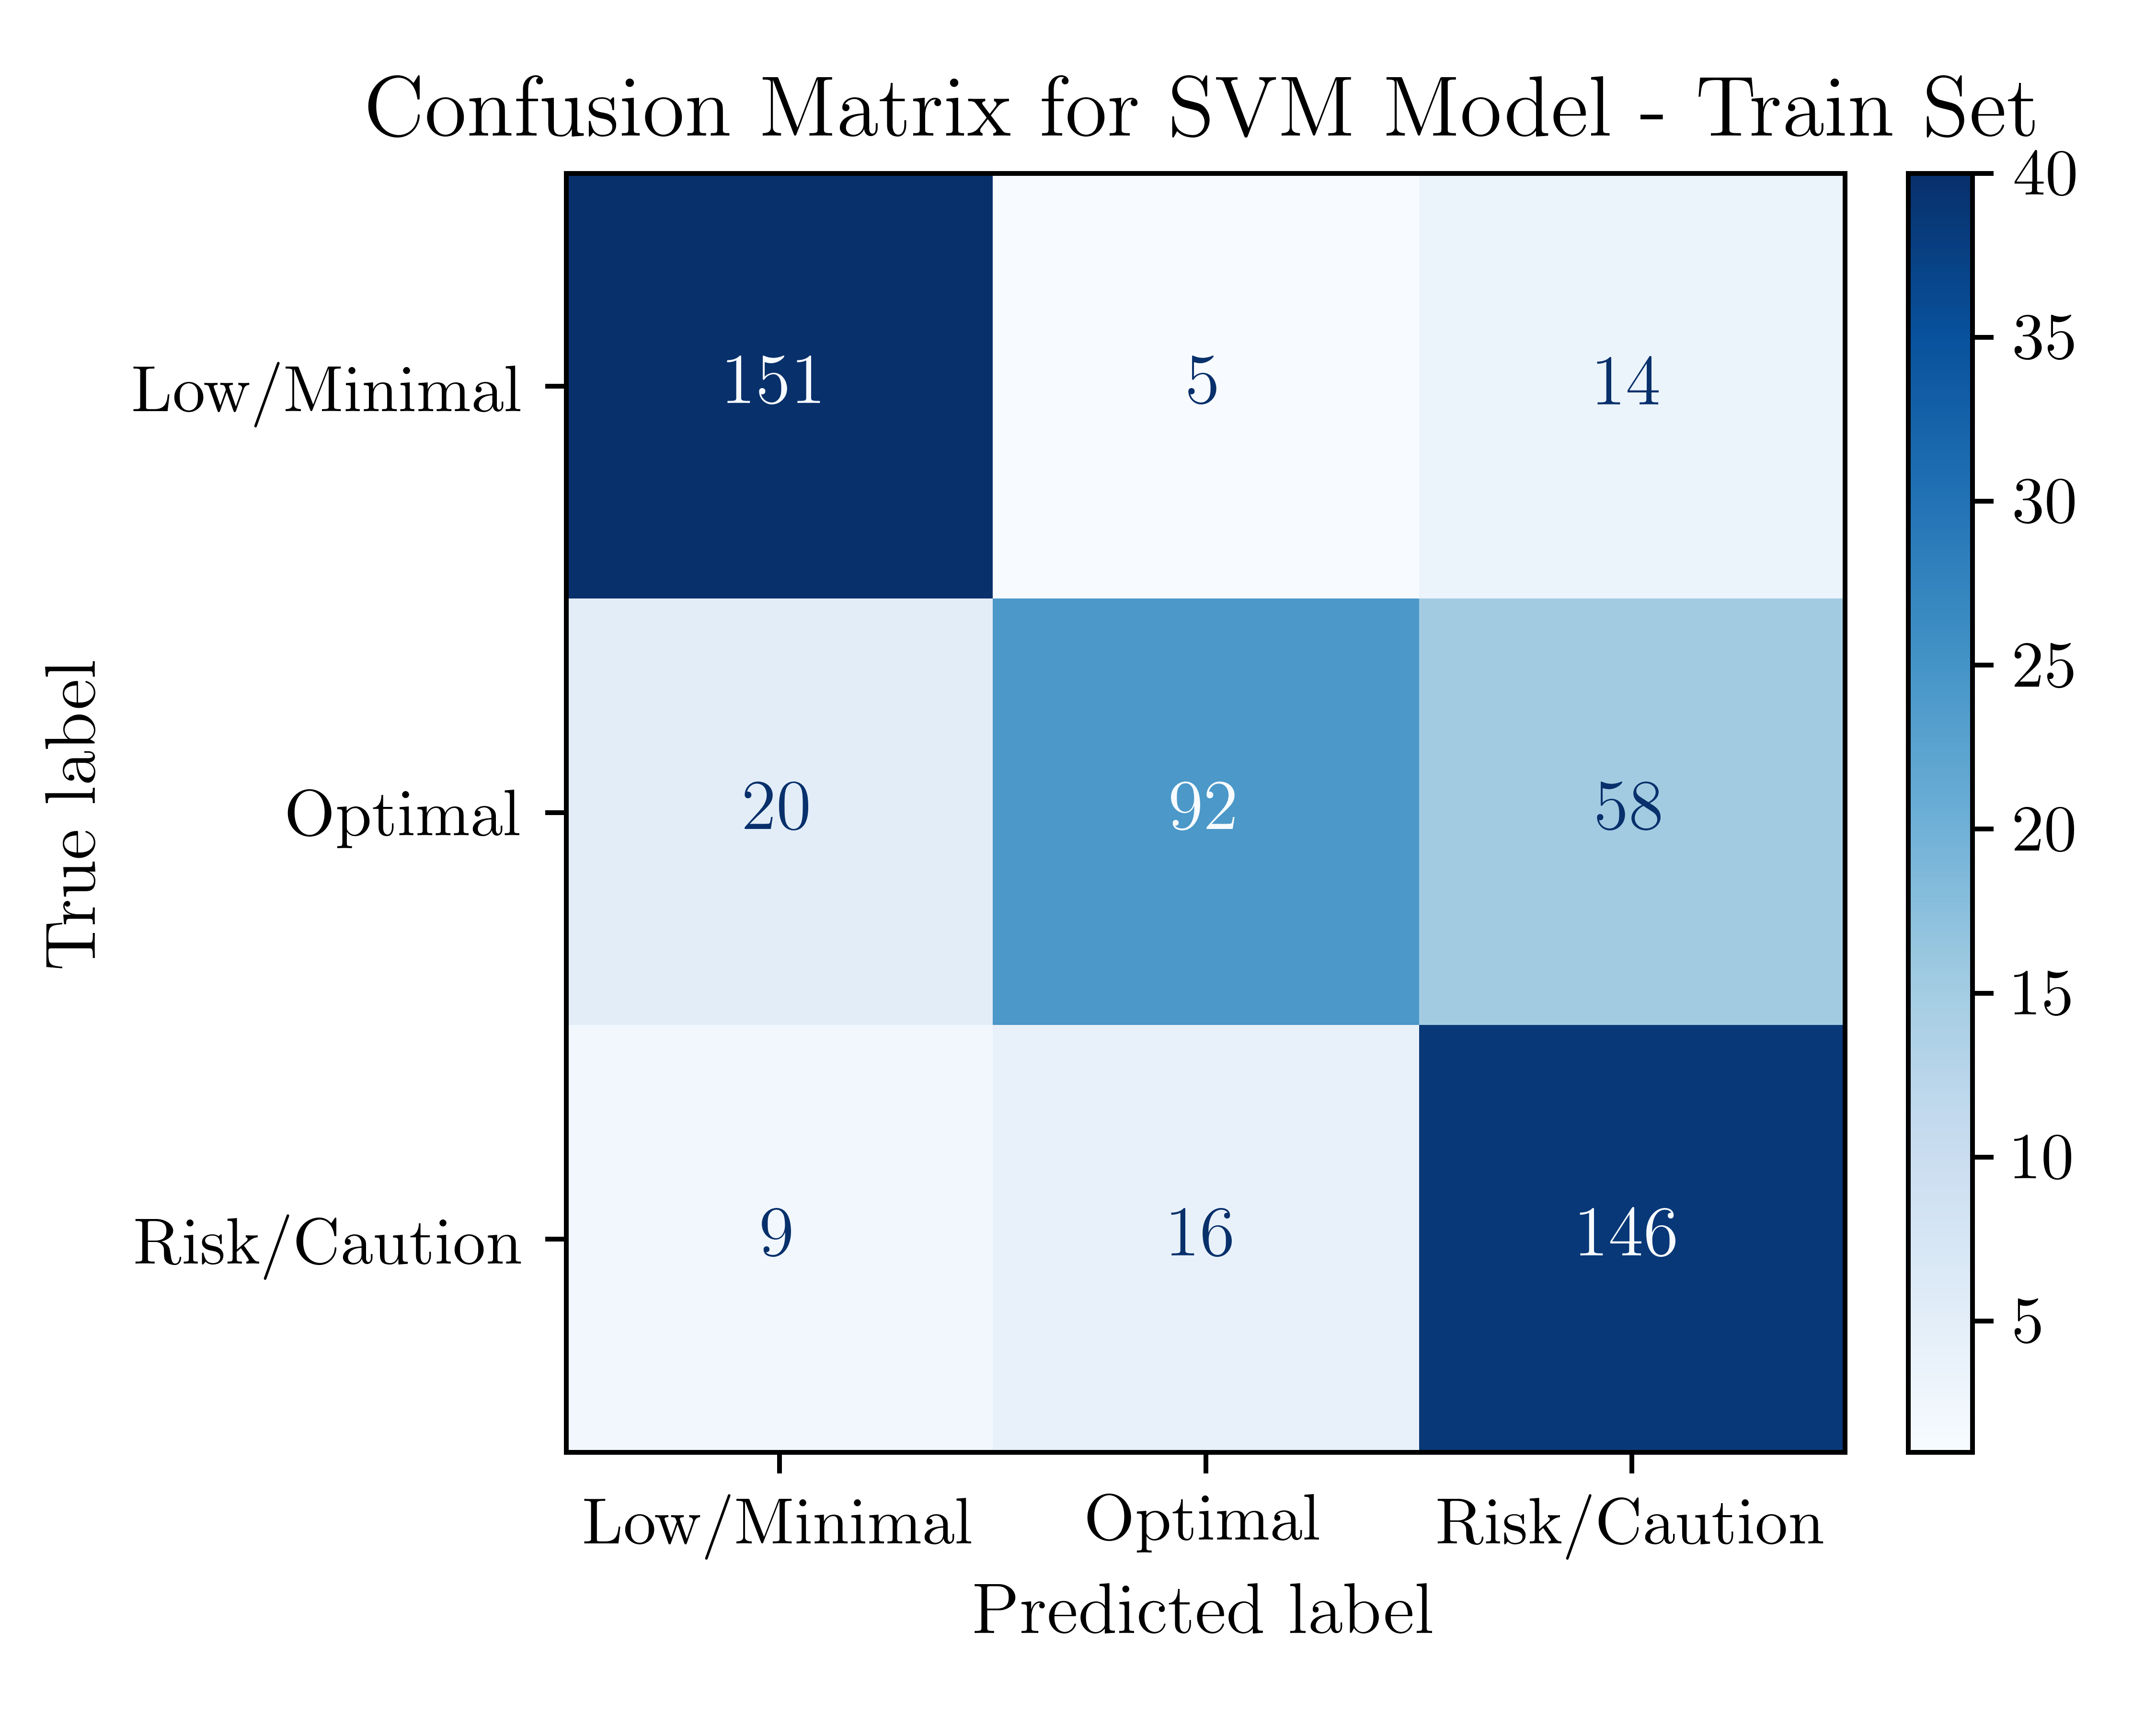 Confusion Matrix for SVM Model - Train Set
True label
Low/Minimal 151 5 14
Optimal 20 92 58
Risk/Caution 9 16 146
Low/Minimal Optimal Risk/Caution
Predicted label
40
35
30
25
20
15
10
5